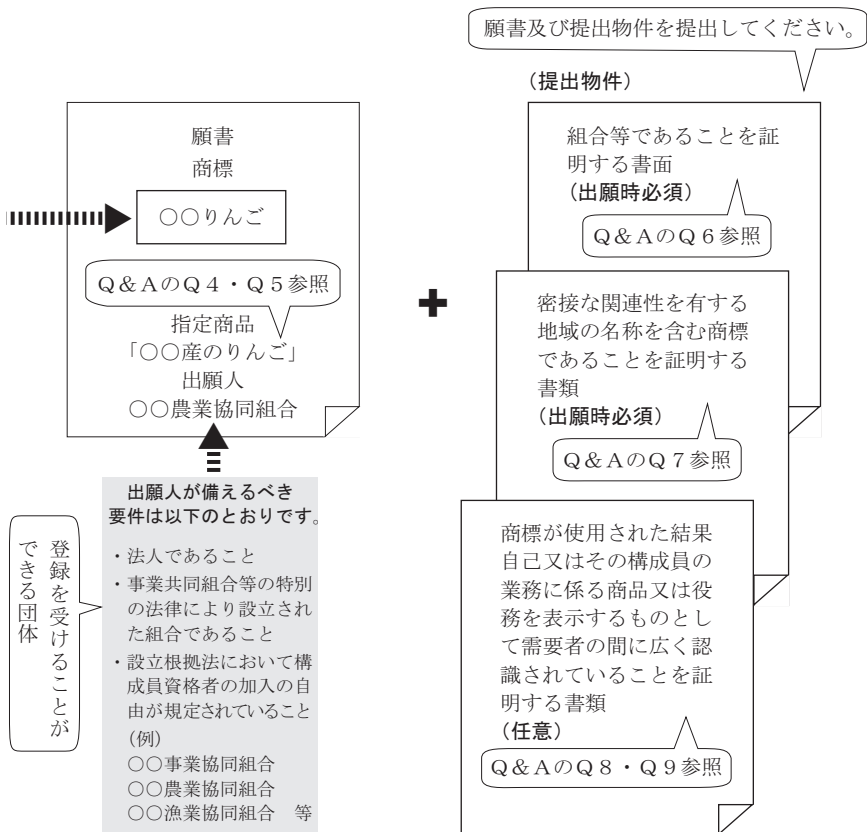 願書及び提出物件を提出してください。
（提出物件）
願書
商標
○○りんご
Ｑ＆ＡのＱ４・Ｑ５参照
指定商品
「○○産のりんご」
出願人
○○農業協同組合
出願人が備えるべき
要件は以下のとおりです。
・法人であること
・事業共同組合等の特別
の法律により設立され
た組合であること
・設立根拠法において構
成員資格者の加入の自
由が規定されていること
（例）
○○事業協同組合
○○農業協同組合
○○漁業協同組合　等
登録を受けることが
できる団体
＋
組合等であることを証
明する書面
（出願時必須）
Ｑ＆ＡのＱ６参照
密接な関連性を有する
地域の名称を含む商標
であることを証明する
書類
（出願時必須）
Ｑ＆ＡのＱ７参照
商標が使用された結果
自己又はその構成員の
業務に係る商品又は役
務を表示するものとし
て需要者の間に広く認
識されていることを証
明する書類
（任意）
Ｑ＆ＡのＱ８・Ｑ９参照